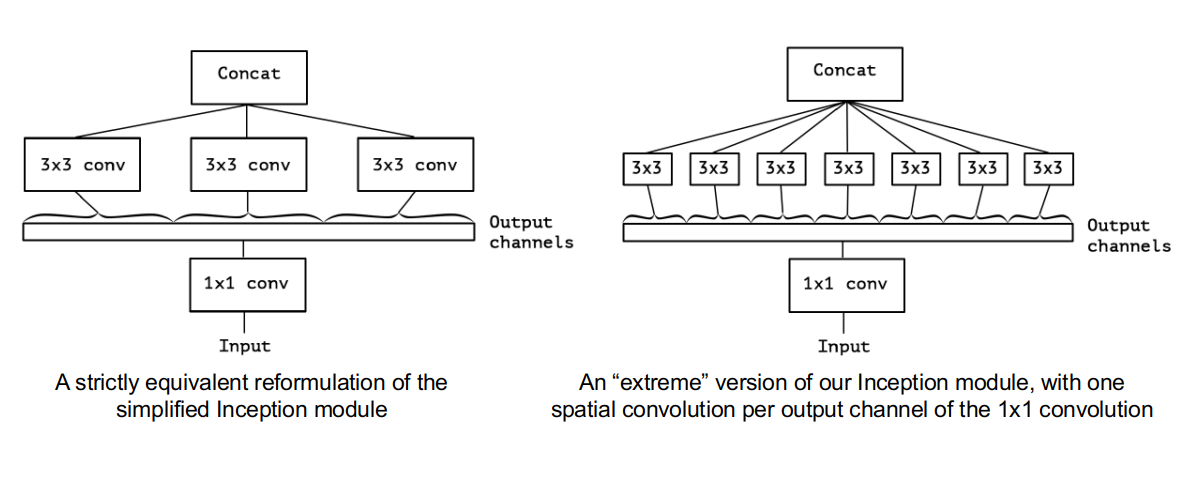 Concat
3x3 conv
3x3 conv
3x3 conv
Output
channels
1x1 conv
Input
A strictly equivalent reformulation of the
simplified Inception module
Concat
3x3
3x3
3x3
3x3
3x3
3x3
3x3
Output
channels
1x1 conv
Input
An “extreme” version of our Inception module, with one
spatial convolution per output channel of the 1x1 convolution